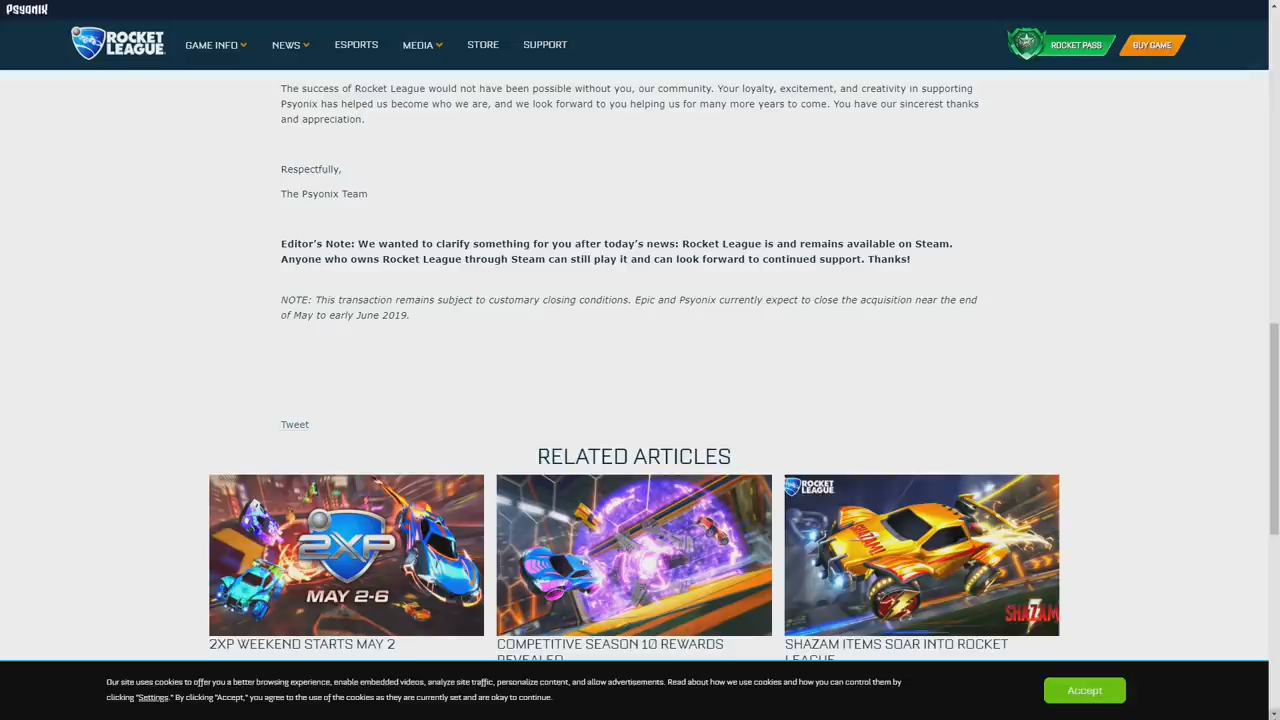 PSYONIX
ROCKET LEAGUE
GAME INFO NEWS ESPORTS MEDIA STORE SUPPORT
ROCKET PASS
BUY GAME
The success of Rocket League would not have been possible without you, our community. Your loyalty, excitement, and creativity in supporting
Psyonix has helped us become who we are, and we look forward to you helping us for many more years to come. You have our sincerest thanks
and appreciation.
Respectfully,
The Psyonix Team
Editor's Note: We wanted to clarify something for you after today's news: Rocket League is and remains available on Steam.
Anyone who owns Rocket League through Steam can still play it and can look forward to continued support. Thanks!
NOTE: This transaction remains subject to customary closing conditions. Epic and Psyonix currently expect to close the acquisition near the end
of May to early June 2019.
Tweet
RELATED ARTICLES
2XP
MAY 2-6
ROCKET LEAGUE
SHAZAM!
SHAZAM
2XP WEEKEND STARTS MAY 2
COMPETITIVE SEASON 10 REWARDS
REVEALED
SHAZAM ITEMS SOAR INTO ROCKET
LEAGUE
Our site uses cookies to offer you a better browsing experience, enable embedded videos, analyze site traffic, personalize content, and allow advertisements. Read about how we use cookies and how you can control them by
clicking "Settings." By clicking "Accept," you agree to the use of the cookies as they are currently set and are okay to continue.
Accept